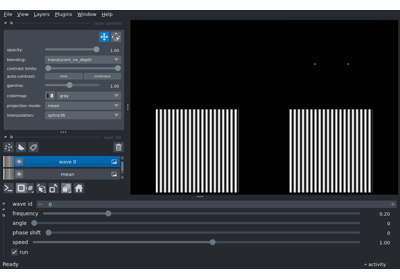 File View Layers Plugins Window Help
layer controls
opacity: 1.00
blending: translucent_no_depth
contrast limits:
auto-contrast: once continuous
gamma: 1.00
colormap: gray
projection mode: mean
interpolation: spline36
layer list
wave 0
mean
wave id 0
frequency 0.20
angle 0
phase shift 0
speed 1.00
run
Ready activity